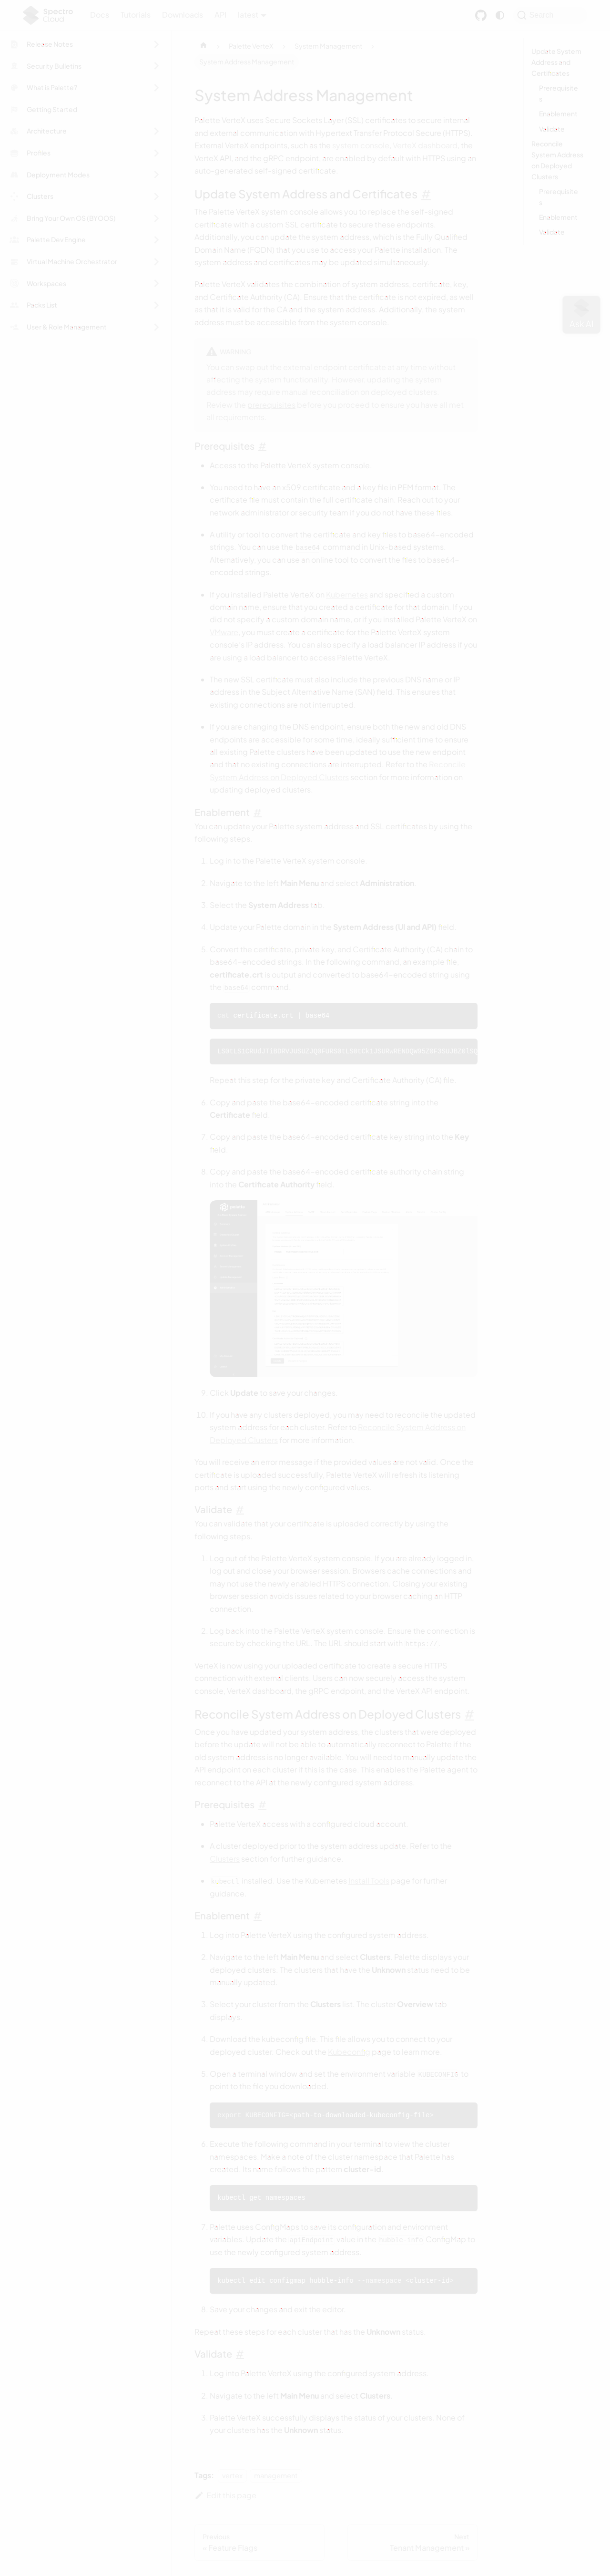 Spectro
Cloud
Docs Tutorials Downloads API
Search
Release Notes
Security Bulletins
What is Palette?
Getting Started
Architecture
Profiles
Deployment Modes
Clusters
Bring Your Own OS (BYOOS)
Palette Dev Engine
Virtual Machine Orchestrator
Workspaces
Packs List
User & Role Management
Palette VerteX
System Management
System Address Management
System Address Management
Palette VerteX uses Secure Sockets Layer (SSL) certificates to secure internal
and external communication with Hypertext Transfer Protocol Secure (HTTPS).
External VerteX endpoints, such as the system console, VerteX dashboard, the
VerteX API, and the gRPC endpoint, are enabled by default with HTTPS using an
auto-generated self-signed certificate.
Update System Address and Certificates #
The Palette VerteX system console allows you to replace the self-signed
certificate with a custom SSL certificate to secure these endpoints.
Additionally, you can update the system address, which is the Fully Qualified
Domain Name (FQDN) that you use to access your Palette installation. The
system address and certificates may be updated simultaneously.
Palette VerteX validates the combination of system address, certificate, key,
and Certificate Authority (CA). Ensure that the certificate is not expired, as well
as that it is valid for the CA and the system address. Additionally, the system
address must be accessible from the system console.
WARNING
You can swap out the existing endpoint certificate at any time without
affecting the system functionality. However, updating the system
address may require manual reconciliation on deployed clusters.
Review the prerequisites before you proceed to ensure you have all met
all requirements.
Prerequisites #
Access to the Palette VerteX system console.
You need to have an x509 certificate and a key file in PEM format. The
certificate file must contain the full certificate chain. Reach out to your
network administrator or security team if you do not have these files.
A utility or tool to convert the certificate and key files to base64-encoded
strings. You can use the base64 command in Unix-based systems.
Alternatively, you can use an online tool to convert the files to base64-
encoded strings.
If you installed Palette VerteX on Kubernetes and specified a custom
domain name, ensure that you created a certificate for that domain. If you
did not specify a custom domain name, or if you installed Palette VerteX on
VMware, you must create a certificate for the Palette VerteX system
console's IP address. You can also specify a load balancer IP address if you
are using a load balancer to access Palette VerteX.
The new SSL certificate must also include the previous DNS name or IP
address in the Subject Alternative Name (SAN) field. This ensures that
existing connections are not interrupted.
If you are changing the DNS endpoint, ensure both the new and old DNS
endpoints are accessible for some time, ideally sufficient time to ensure
all existing Palette clusters have been updated to use the new endpoint
and that no existing connections are interrupted. Refer to the Reconcile
System Address on Deployed Clusters section for more information on
updating deployed clusters.
Enablement #
You can update your Palette system address and SSL certificates by using the
following steps.
1. Log in to the Palette VerteX system console.
2. Navigate to the left Main Menu and select Administration.
3. Select the System Address tab.
4. Update your Palette domain in the System Address (UI and API) field.
5. Convert the certificate, private key, and Certificate Authority (CA) chain to
base64-encoded strings. In the following command, an example file,
certificate.crt is output and converted to base64-encoded string using
the base64 command.
cat certificate.crt | base64
Repeat this step for the private key and Certificate Authority (CA) file.
6. Copy and paste the base64-encoded certificate string into the
Certificate field.
7. Copy and paste the base64-encoded certificate key string into the Key
field.
8. Copy and paste the base64-encoded certificate authority chain string
into the Certificate Authority field.
9. Click Update to save your changes.
10. If you have any clusters deployed, you may need to reconcile the updated
system address for each cluster. Refer to Reconcile System Address on
Deployed Clusters for more information.
You will receive an error message if the provided values are not valid. Once the
certificate is uploaded successfully, Palette VerteX will refresh its listening
ports and start using the newly configured values.
Validate #
You can validate that your certificate is uploaded correctly by using the
following steps.
1. Log out of the Palette VerteX system console. If you are already logged in,
log out and close your browser session. Browsers cache connections and
may not use the newly enabled HTTPS connection. Closing your existing
browser session avoids issues related to your browser caching an HTTP
connection.
2. Log back into the Palette VerteX system console. Ensure the connection is
secure by checking the URL. The URL should start with https://.
VerteX is now using your uploaded certificate to create a secure HTTPS
connection with external clients. Users can now securely access the system
console, VerteX dashboard, the gRPC endpoint, and the VerteX API endpoint.
Reconcile System Address on Deployed Clusters #
Once you have updated your system address, the clusters that were deployed
before the update will not be able to automatically reconnect to Palette if the
old system address is no longer available. You will need to manually update the
API endpoint on each cluster if this is the case. This enables the Palette agent to
reconnect to the API at the newly configured system address.
Prerequisites #
Palette VerteX access with a configured cloud account.
A cluster deployed prior to the system address update. Refer to the
Clusters section for further guidance.
kubectl installed. Use the Kubernetes Install Tools page for further
guidance.
Enablement #
1. Log into Palette VerteX using the configured system address.
2. Navigate to the left Main Menu and select Clusters. Palette displays your
deployed clusters. The clusters that have the Unknown status need to be
manually updated.
3. Select your cluster from the Clusters list. The cluster Overview tab
displays.
4. Download the kubeconfig file. This file allows you to connect to your
deployed cluster. Check out the Kubeconfig page to learn more.
5. Open a terminal window and set the environment variable KUBECONFIG to
point to the file you downloaded.
export KUBECONFIG=<path-to-downloaded-kubeconfig-file>
6. Execute the following command in your terminal to view the cluster
namespaces. Make a note of the cluster namespace that Palette has
created. Its name follows the pattern cluster-id.
kubectl get namespaces
7. Palette uses ConfigMaps to save its configuration and environment
variables. Update the apiEndpoint value in the hubble-info ConfigMap to
use the newly configured system address.
kubectl edit configmap hubble-info --namespace <cluster-id>
8. Save your changes and exit the editor.
Repeat these steps for each cluster that has the Unknown status.
Validate #
1. Log into Palette VerteX using the configured system address.
2. Navigate to the left Main Menu and select Clusters.
3. Palette VerteX successfully displays the status of your clusters. None of
your clusters has the Unknown status.
Tags: vertex management
Edit this page
Previous
« Feature Flags
Next
Tenant Management »
Update System
Address and
Certificates
Prerequisite
s
Enablement
Validate
Reconcile
System Address
on Deployed
Clusters
Prerequisite
s
Enablement
Validate
Ask AI